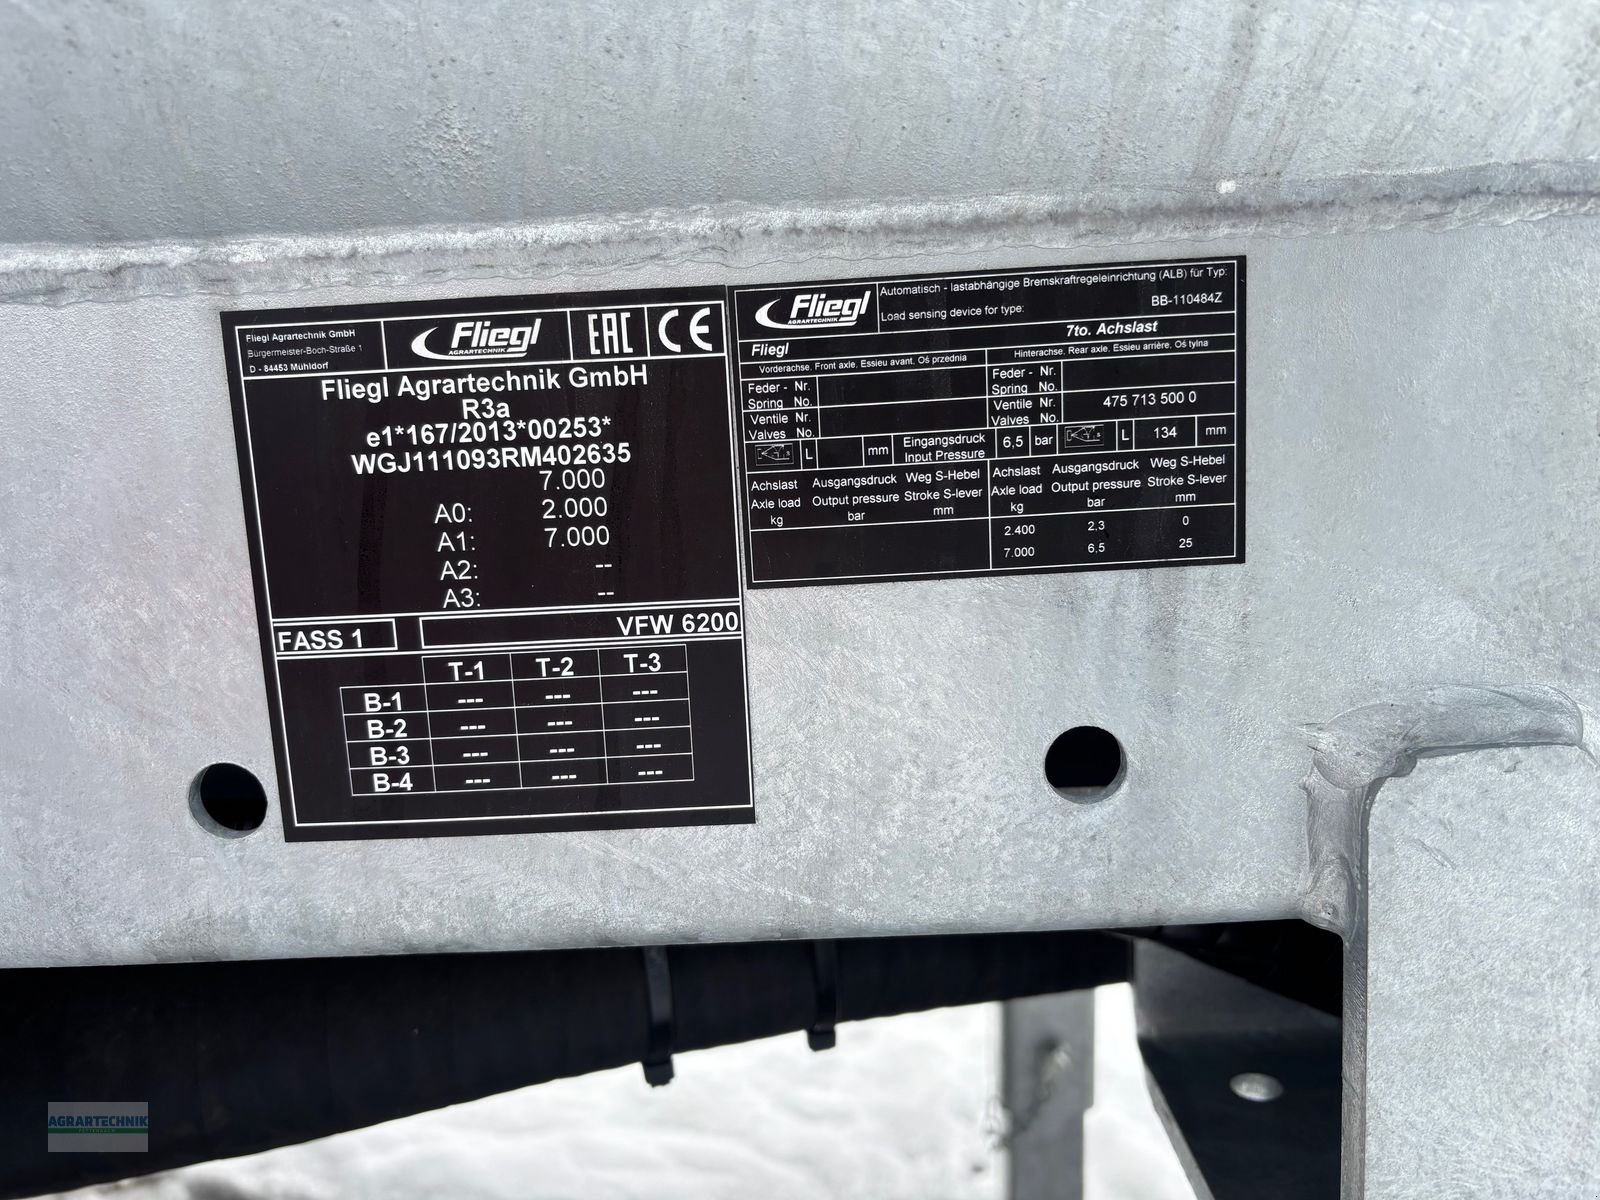 Fliegl Agrartechnik GmbH
Bürgermeister-Boch-Straße 1
D - 84453 Mühldorf
Fliegl
AGRARTECHNIK
EAC
CE
Fliegl Agrartechnik GmbH
R3a
e1*167/2013*00253*
WGJ111093RM402635
7.000
A0: 2.000
A1: 7.000
A2: --
A3: --
FASS 1 VFW 6200
T-1 T-2 T-3
B-1 --- --- ---
B-2 --- --- ---
B-3 --- --- ---
B-4 --- --- ---
Fliegl
AGRARTECHNIK
Automatisch - lastabhängige Bremskraftregeleinrichtung (ALB) für Typ:
Load sensing device for type: BB-110484Z
Fliegl 7to. Achslast
Vorderachse. Front axle. Essieu avant. Oś przednia
Hinterachse. Rear axle. Essieu arrière. Oś tylna
Feder - Nr.
Spring No.
Feder - Nr.
Spring No.
Ventile Nr.
Valves No.
Ventile Nr.
Valves No.
475 713 500 0
L mm
Eingangsdruck
Input Pressure
6,5 bar
L 134 mm
Achslast Ausgangsdruck Weg S-Hebel
Axle load Output pressure Stroke S-lever
kg bar mm
Achslast Ausgangsdruck Weg S-Hebel
Axle load Output pressure Stroke S-lever
kg bar mm
2.400 2,3 0
7.000 6,5 25
AGRARTECHNIK